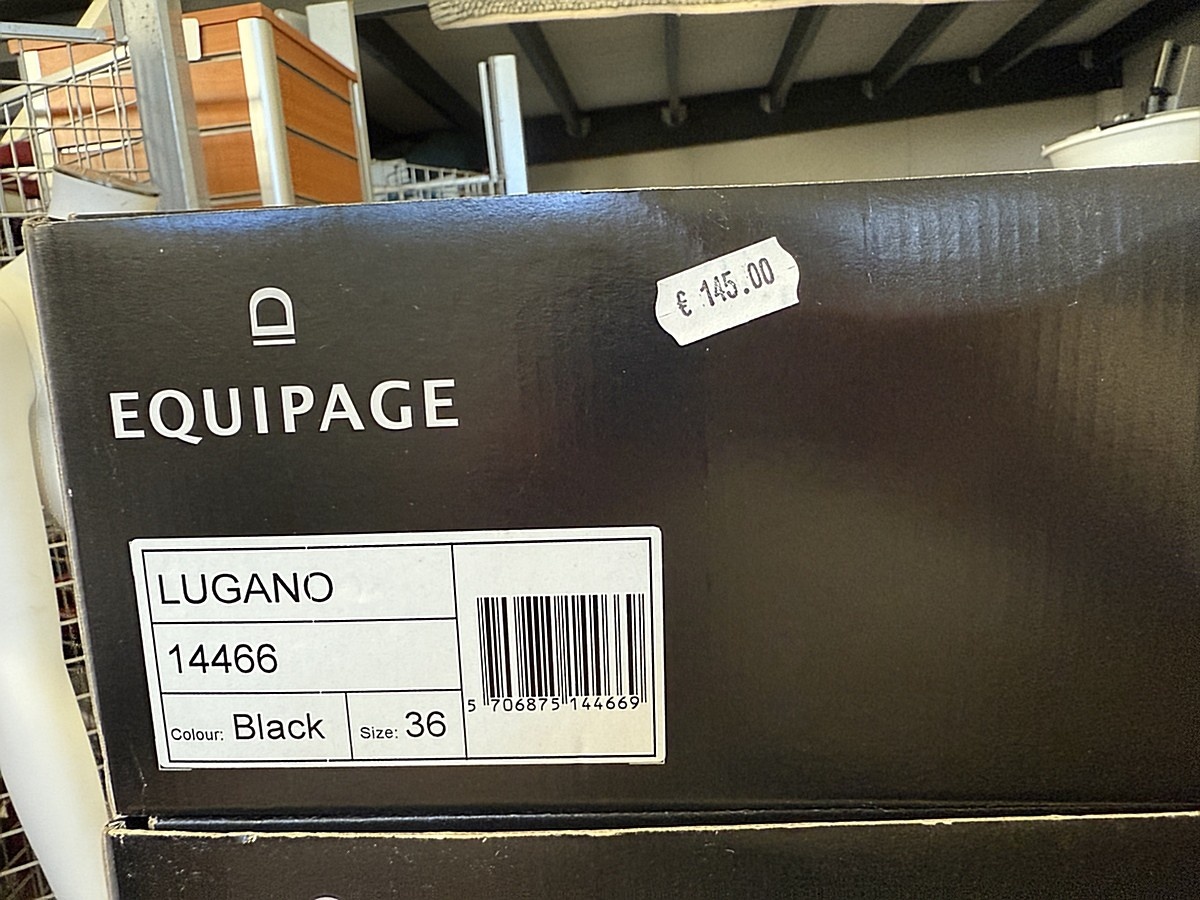 € 145.00
EQUIPAGE
LUGANO
14466
Colour: Black
Size: 36
5 706875 144669